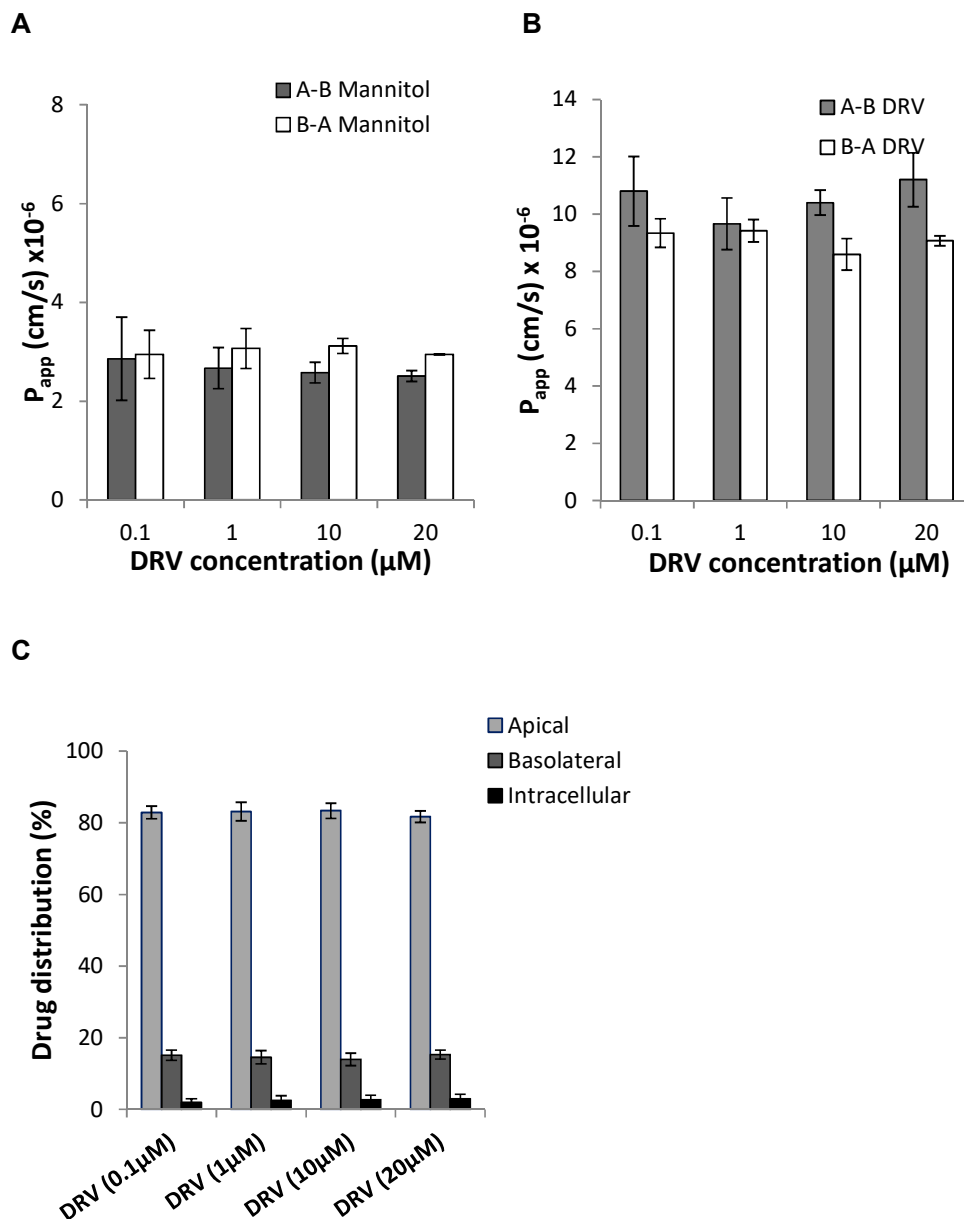 A
A-B Mannitol
B-A Mannitol
8
6
4
2
0
Papp (cm/s) x10-6
0.1 1 10 20
DRV concentration (µM)
B
A-B DRV
B-A DRV
14
12
10
8
6
4
2
0
Papp (cm/s) x 10-6
0.1 1 10 20
DRV concentration (µM)
C
Apical
Basolateral
Intracellular
100
80
60
40
20
0
Drug distribution (%)
DRV (0.1µM)
DRV (1µM)
DRV (10µM)
DRV (20µM)